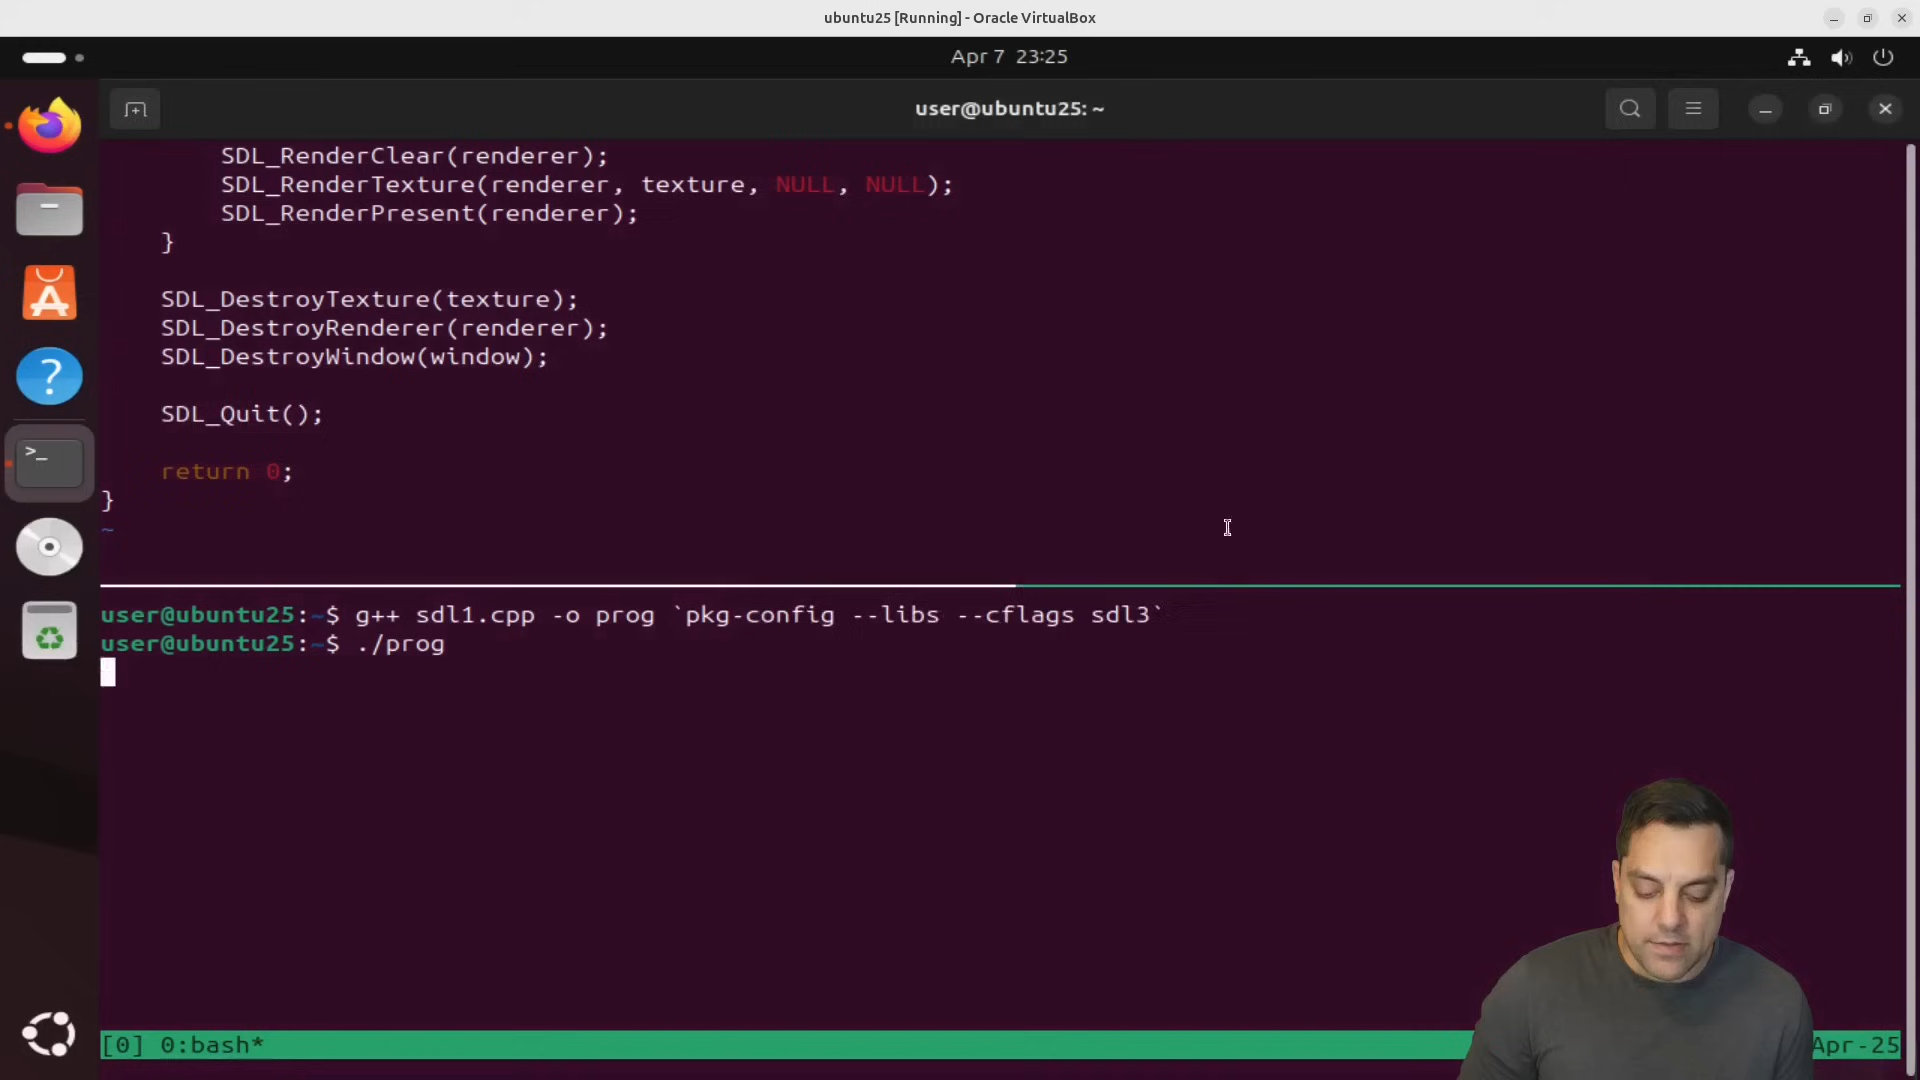 ubuntu25 [Running] - Oracle VirtualBox
Apr 7 23:25
user@ubuntu25: ~
SDL_RenderClear(renderer);
SDL_RenderTexture(renderer, texture, NULL, NULL);
SDL_RenderPresent(renderer);
}
SDL_DestroyTexture(texture);
SDL_DestroyRenderer(renderer);
SDL_DestroyWindow(window);
SDL_Quit();
return 0;
}
~
user@ubuntu25:~$ g++ sdl1.cpp -o prog `pkg-config --libs --cflags sdl3`
user@ubuntu25:~$ ./prog
[0] 0:bash*
Apr-25